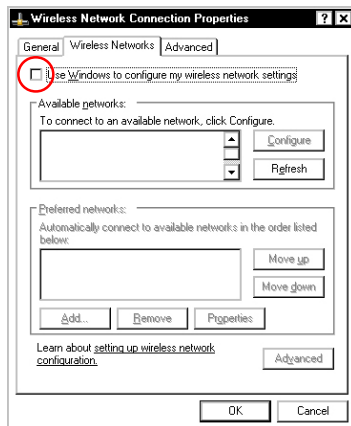 Wireless Network Connection Properties
General Wireless Networks Advanced
Use Windows to configure my wireless network settings
Available networks:
To connect to an available network, click Configure.
Configure
Refresh
Preferred networks:
Automatically connect to available networks in the order listed
below:
Move up
Move down
Add... Remove Properties
Learn about setting up wireless network
configuration.
Advanced
OK Cancel